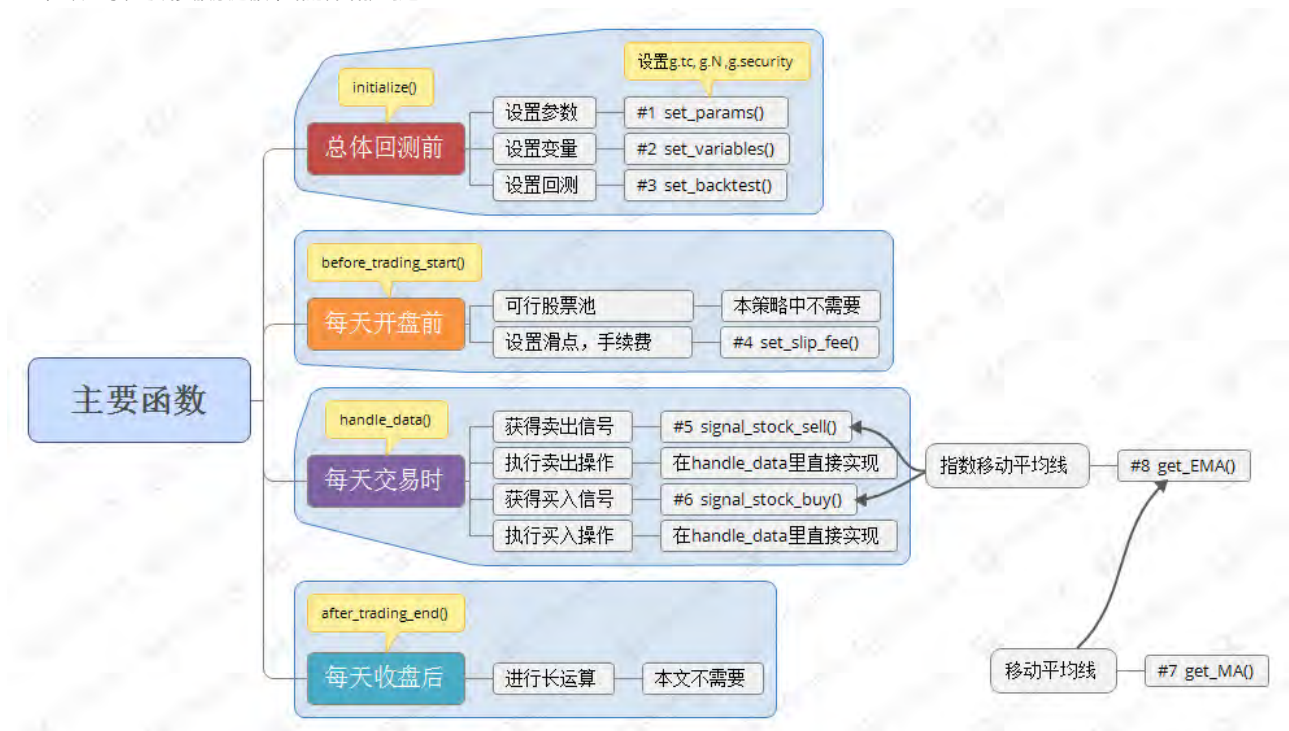 主要函数
initialize()
总体回测前
设置g.tc, g.N ,g.security
设置参数
#1 set_params()
设置变量
#2 set_variables()
设置回测
#3 set_backtest()
before_trading_start()
每天开盘前
可行股票池
本策略中不需要
设置滑点，手续费
#4 set_slip_fee()
handle_data()
每天交易时
获得卖出信号
#5 signal_stock_sell()
执行卖出操作
在handle_data里直接实现
获得买入信号
#6 signal_stock_buy()
执行买入操作
在handle_data里直接实现
指数移动平均线
#8 get_EMA()
after_trading_end()
每天收盘后
进行长运算
本文不需要
移动平均线
#7 get_MA()